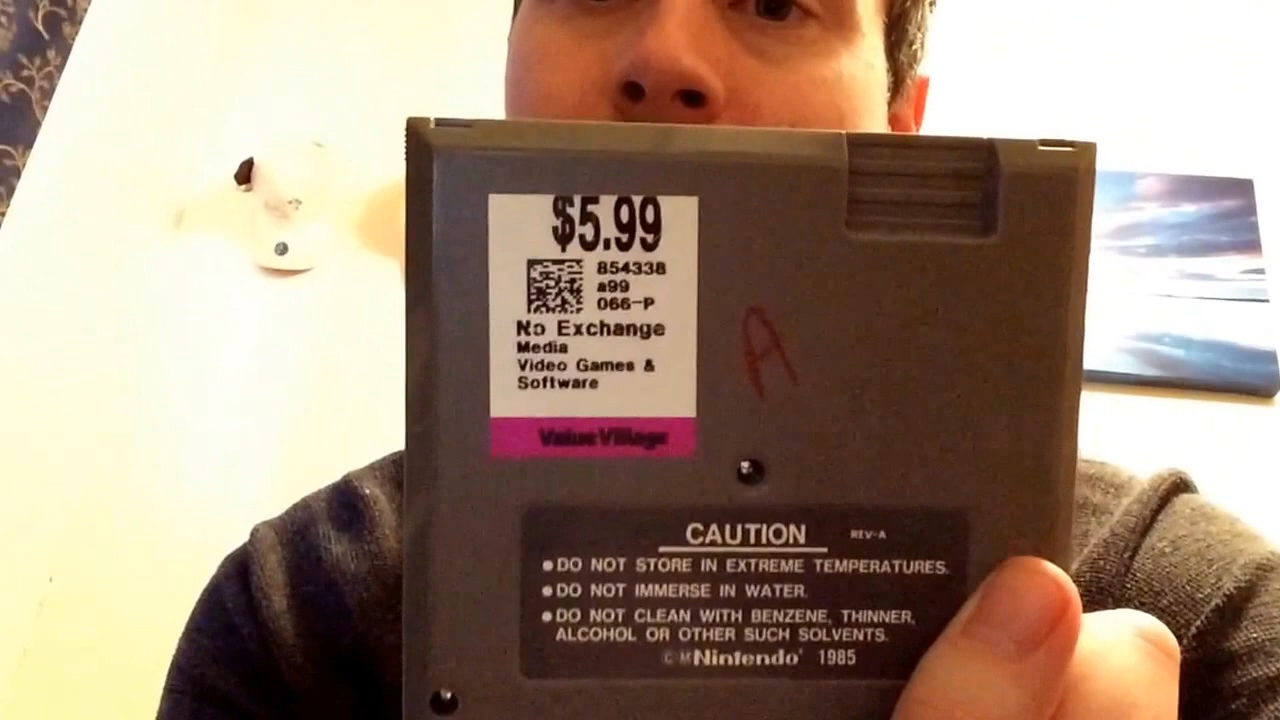 $5.99
854338
a99
066-P
No Exchange
Media
Video Games &
Software
Value Village
A
CAUTION REV-A
●DO NOT STORE IN EXTREME TEMPERATURES.
●DO NOT IMMERSE IN WATER.
●DO NOT CLEAN WITH BENZENE, THINNER,
ALCOHOL OR OTHER SUCH SOLVENTS.
Nintendo 1985